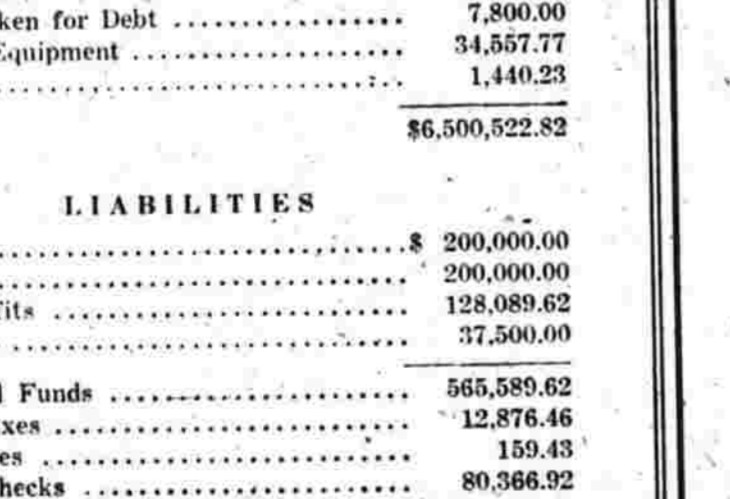 ken for Debt ................. 7,800.00
Equipment .................... 34,557.77
.............................:.. 1,440.23
$6,500,522.82
LIABILITIES
................................$ 200,000.00
................................ 200,000.00
fits .......................... 128,089.62
............................... 37,500.00
l Funds ...................... 565,589.62
xes .......................... 12,876.46
es ........................... 159.43
hecks ........................ 80,366.92